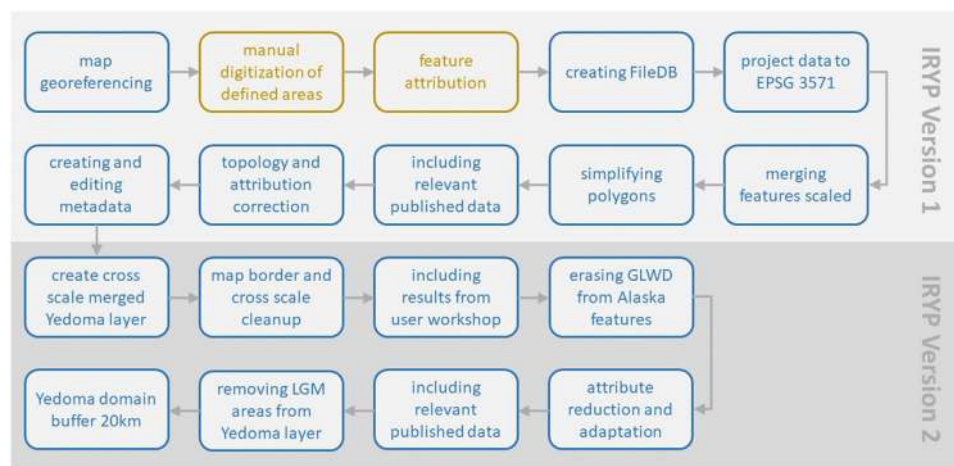 map
georeferencing
manual
digitization of
defined areas
feature
attribution
creating FileDB
project data to
EPSG 3571
merging
features scaled
simplifying
polygons
including
relevant
published data
topology and
attribution
correction
creating and
editing
metadata
IRYP Version 1
create cross
scale merged
Yedoma layer
map border and
cross scale
cleanup
including
results from
user workshop
erasing GLWD
from Alaska
features
attribute
reduction and
adaptation
including
relevant
published data
removing LGM
areas from
Yedoma layer
Yedoma domain
buffer 20km
IRYP Version 2